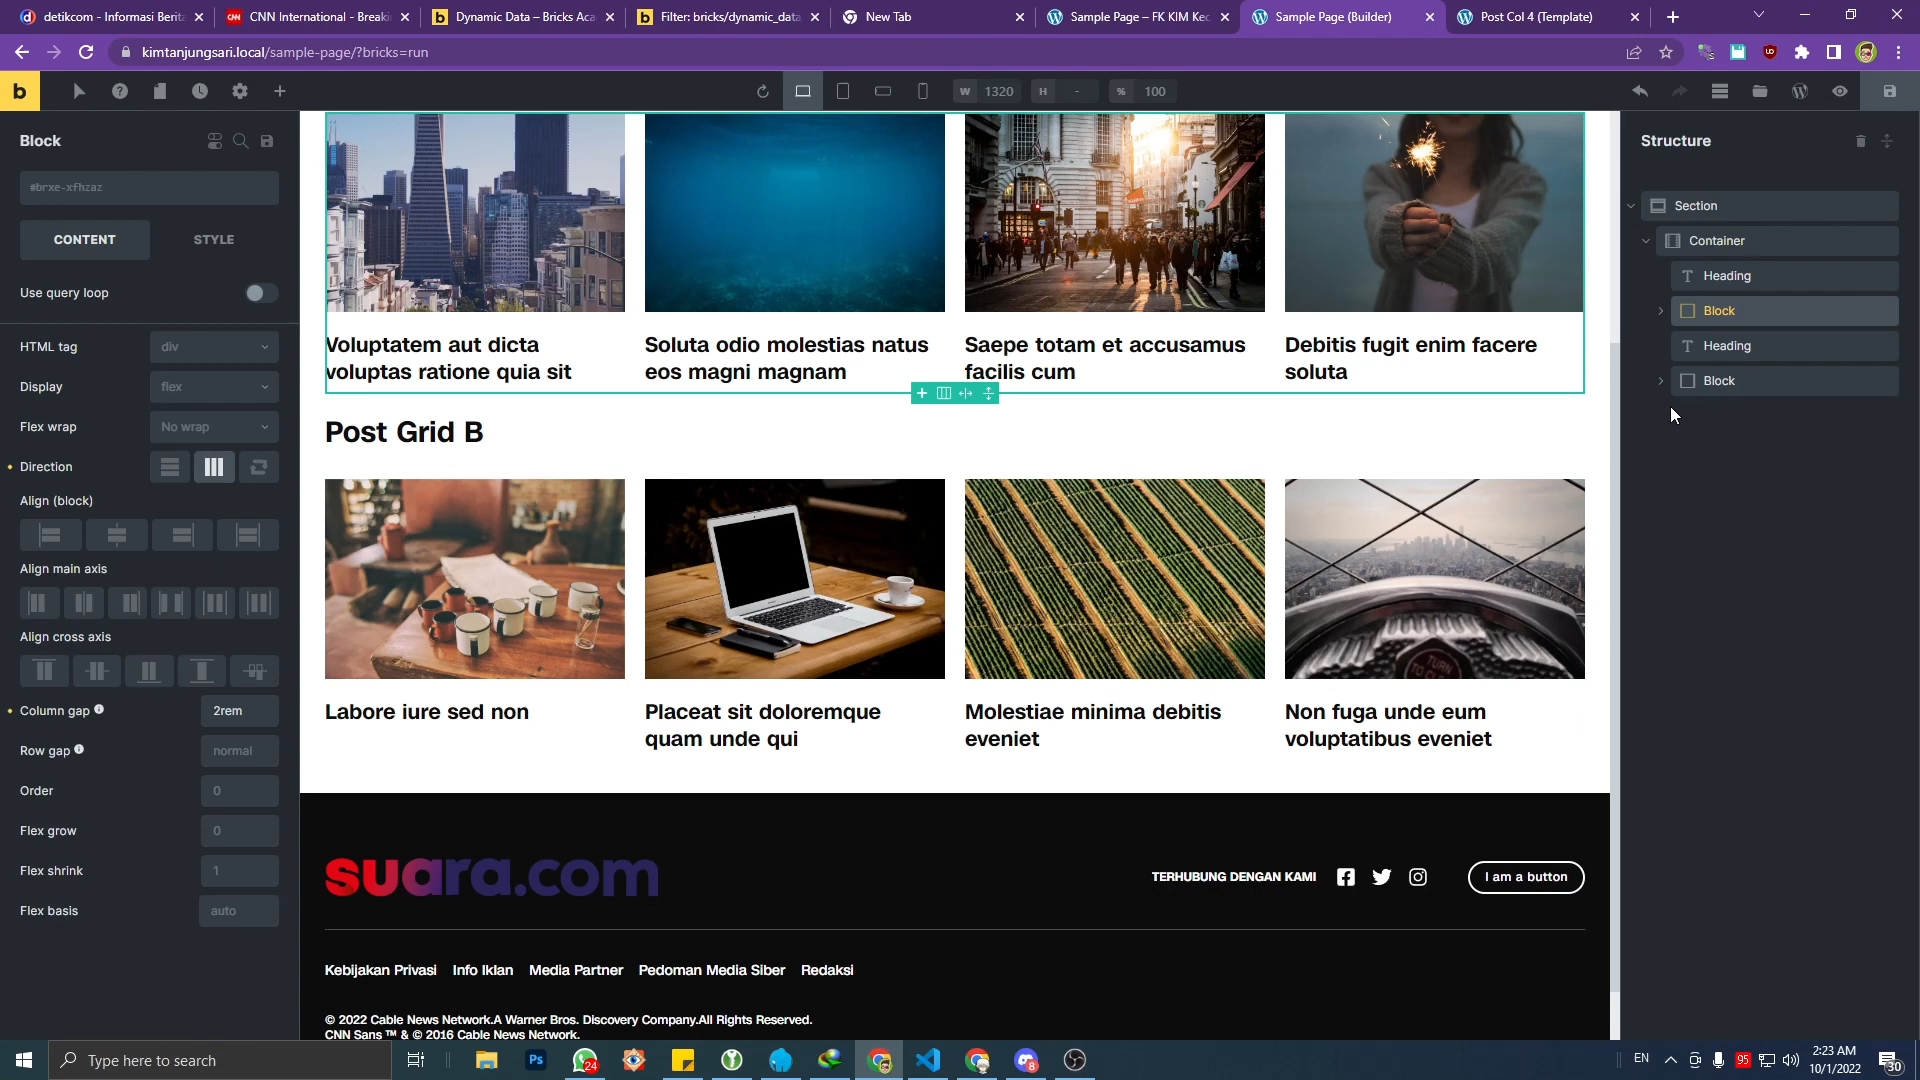 detikcom - Informasi Berita
CNN International - Breaki
Dynamic Data – Bricks Aca
Filter: bricks/dynamic_data
New Tab
Sample Page – FK KIM Kec
Sample Page (Builder)
Post Col 4 (Template)
kimtanjungsari.local/sample-page/?bricks=run
b
W 1320 H - % 100
Block
#brxe-xfhzaz
CONTENT
STYLE
Use query loop
HTML tag
div
Display
flex
Flex wrap
No wrap
Direction
Align (block)
Align main axis
Align cross axis
Column gap
2rem
Row gap
normal
Order
0
Flex grow
0
Flex shrink
1
Flex basis
auto
Voluptatem aut dicta
voluptas ratione quia sit
Soluta odio molestias natus
eos magni magnam
Saepe totam et accusamus
facilis cum
Debitis fugit enim facere
soluta
Post Grid B
Labore iure sed non
Placeat sit doloremque
quam unde qui
Molestiae minima debitis
eveniet
Non fuga unde eum
voluptatibus eveniet
suara.com
TERHUBUNG DENGAN KAMI
I am a button
Kebijakan Privasi
Info Iklan
Media Partner
Pedoman Media Siber
Redaksi
© 2022 Cable News Network.A Warner Bros. Discovery Company.All Rights Reserved.
CNN Sans ™ & © 2016 Cable News Network.
Structure
Section
Container
Heading
Block
Heading
Block
Type here to search
Ps
24
8
EN
95
2:23 AM
10/1/2022
30